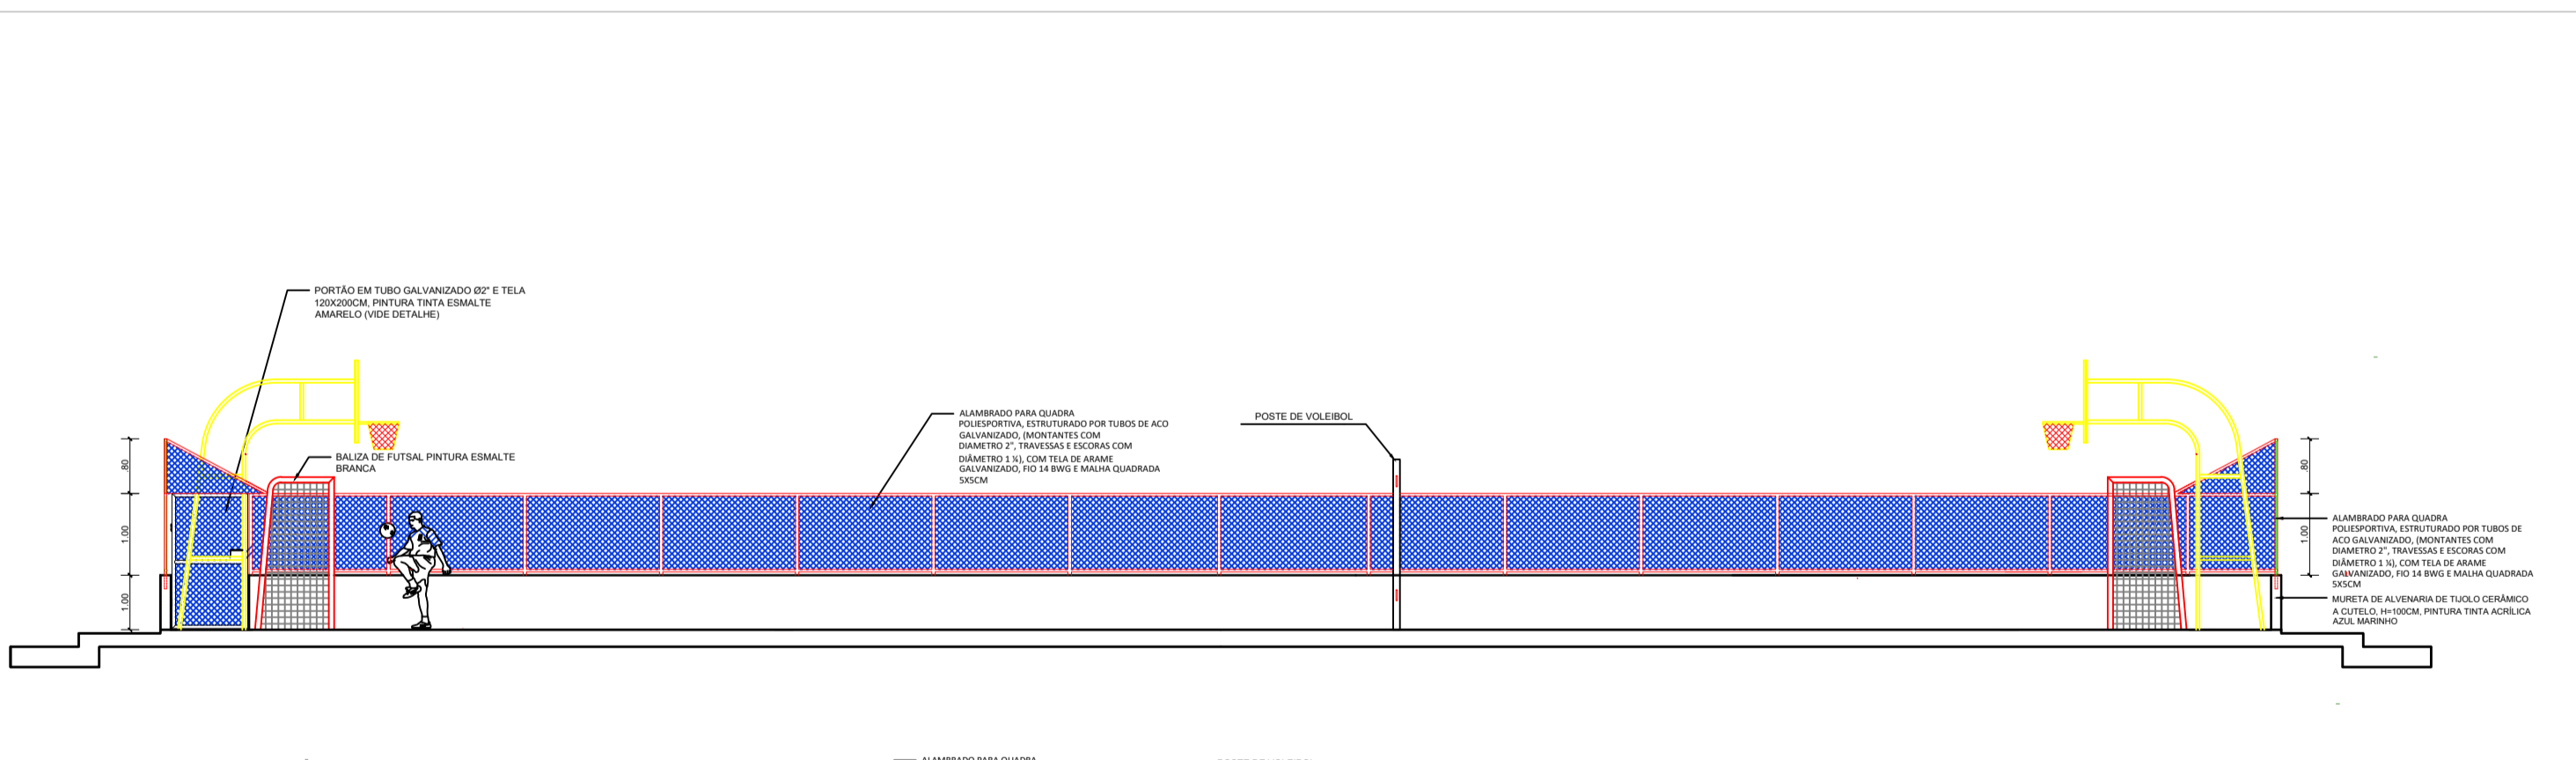 PORTÃO EM TUBO GALVANIZADO Ø2" E TELA
120X200CM, PINTURA TINTA ESMALTE
AMARELO (VIDE DETALHE)
BALIZA DE FUTSAL PINTURA ESMALTE
BRANCA
ALAMBRADO PARA QUADRA
POLIESPORTIVA, ESTRUTURADO POR TUBOS DE ACO
GALVANIZADO, (MONTANTES COM
DIAMETRO 2", TRAVESSAS E ESCORAS COM
DIÂMETRO 1 ¼), COM TELA DE ARAME
GALVANIZADO, FIO 14 BWG E MALHA QUADRADA
5X5CM
POSTE DE VOLEIBOL
.80
1.00
1.00
.80
1.00
ALAMBRADO PARA QUADRA
POLIESPORTIVA, ESTRUTURADO POR TUBOS DE
ACO GALVANIZADO, (MONTANTES COM
DIAMETRO 2", TRAVESSAS E ESCORAS COM
DIÂMETRO 1 ¼), COM TELA DE ARAME
GALVANIZADO, FIO 14 BWG E MALHA QUADRADA
5X5CM
MURETA DE ALVENARIA DE TIJOLO CERÂMICO
A CUTELO, H=100CM, PINTURA TINTA ACRÍLICA
AZUL MARINHO
ALAMBRADO PARA QUADRA